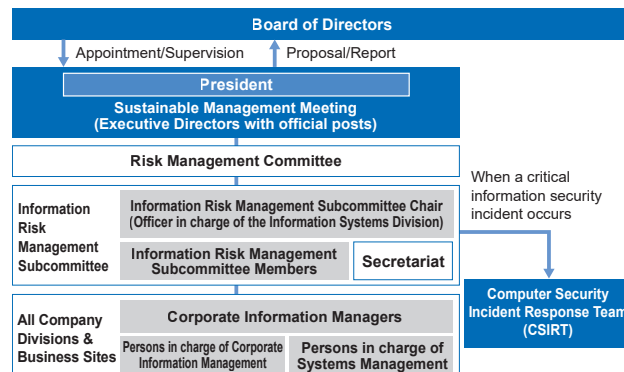 Board of Directors
Appointment/Supervision
Proposal/Report
President
Sustainable Management Meeting
(Executive Directors with official posts)
Risk Management Committee
When a critical
information security
incident occurs
Information
Risk
Management
Subcommittee
Information Risk Management Subcommittee Chair
(Officer in charge of the Information Systems Division)
Information Risk Management
Subcommittee Members
Secretariat
Computer Security
Incident Response Team
(CSIRT)
All Company
Divisions &
Business Sites
Corporate Information Managers
Persons in charge of Corporate
Information Management
Persons in charge of
Systems Management